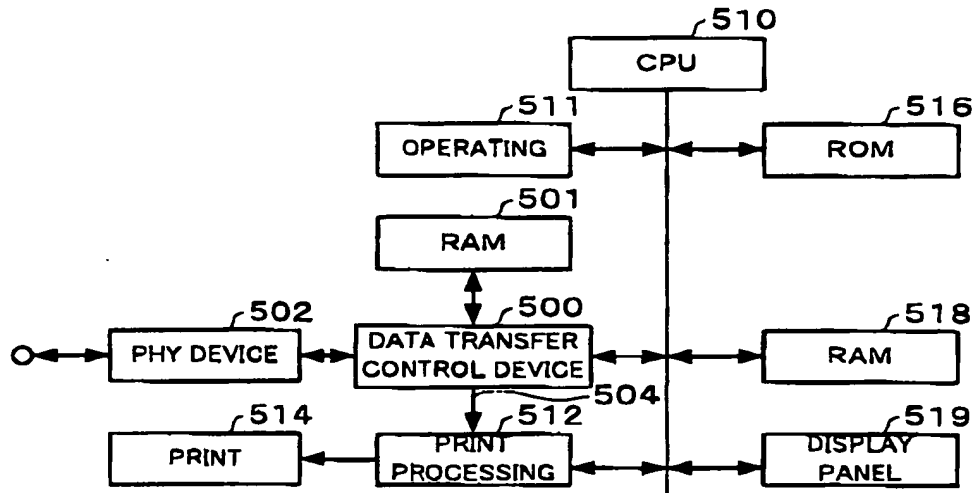 510
CPU
511
OPERATING
516
ROM
501
RAM
502
PHY DEVICE
500
DATA TRANSFER
CONTROL DEVICE
518
RAM
504
514
PRINT
512
PRINT
PROCESSING
519
DISPLAY
PANEL